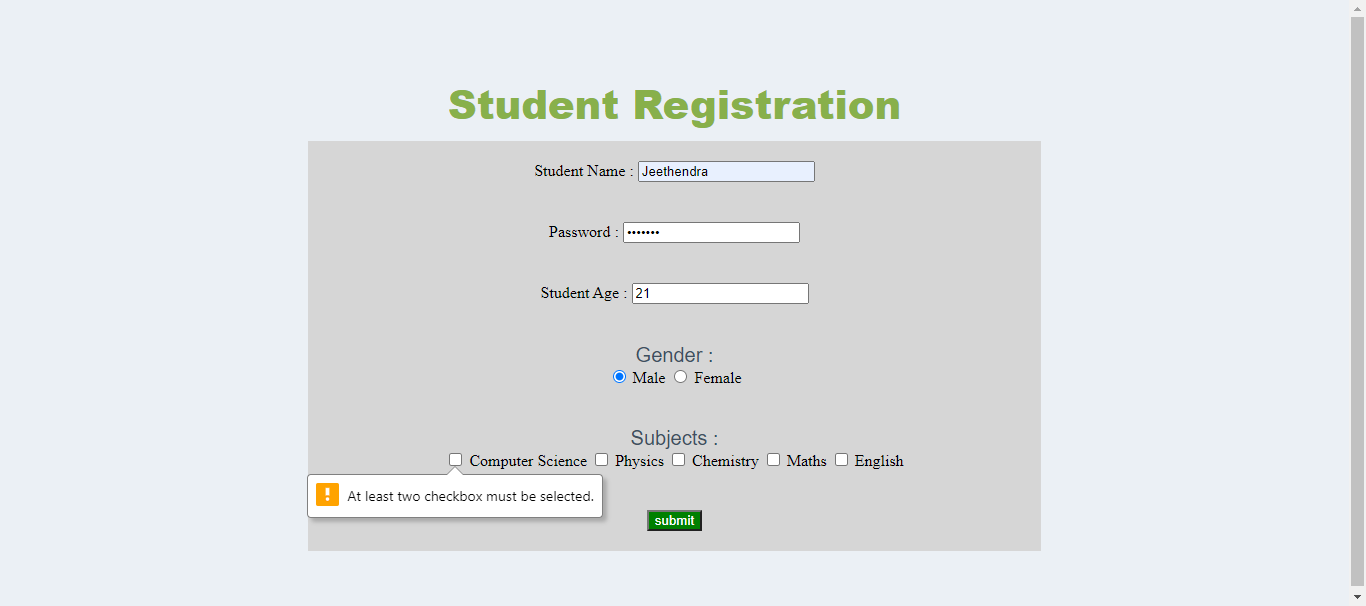 Student Registration
Student Name : Jeethendra
Password : •••••••
Student Age : 21
Gender :
Male Female
Subjects :
Computer Science Physics Chemistry Maths English
! At least two checkbox must be selected.
submit